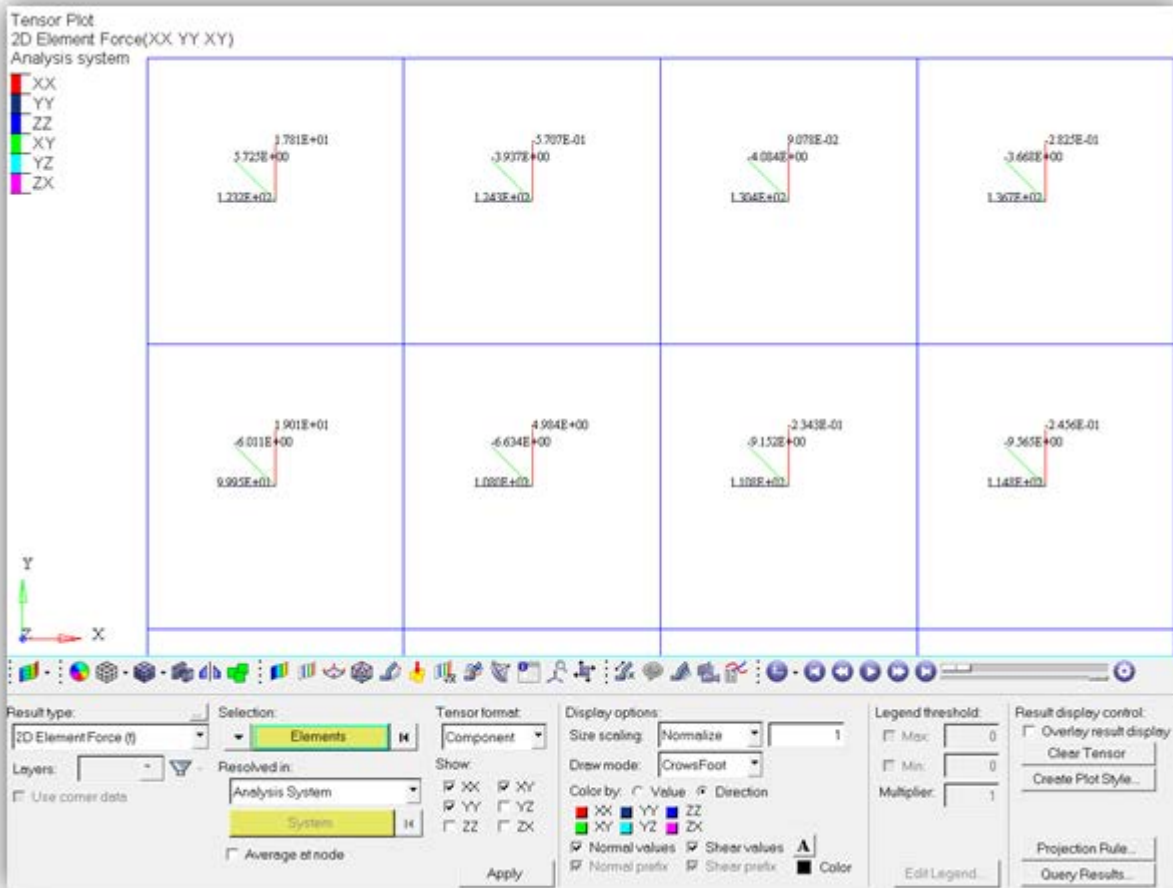 Tensor Plot
2D Element Force(XX YY XY)
Analysis system
XX
YY
ZZ
XY
YZ
ZX
1.781E+01 -5.707E-01 9.078E-02 -2.825E-01
5.725E+00 -3.937E+00 -4.084E+00 -3.668E+00
1.232E+02 1.243E+02 1.304E+02 1.367E+02
1.901E+01 4.984E+00 -2.343E-01 -2.456E-01
-6.011E+00 -6.634E+00 -9.152E+00 -9.565E+00
9.995E+01 1.080E+02 1.108E+02 1.148E+02
Y
Z X
Result type: ... Selection: Tensor format: Display options: Legend threshold: Result display control:
2D Element Force (f) Elements Component Size scaling: Normalize 1 Max: 0 Overlay result display
Layers: Resolved in: Show: Draw mode: CrowsFoot Min: 0 Clear Tensor
Use corner data Analysis System XX XY Color by: Value Direction Multiplier: 1 Create Plot Style...
System YY YZ XX YY ZZ
ZZ ZX XY YZ ZX
Average at node Normal values Shear values A Projection Rule...
Apply Normal prefix Shear prefix Color Edit Legend... Query Results...